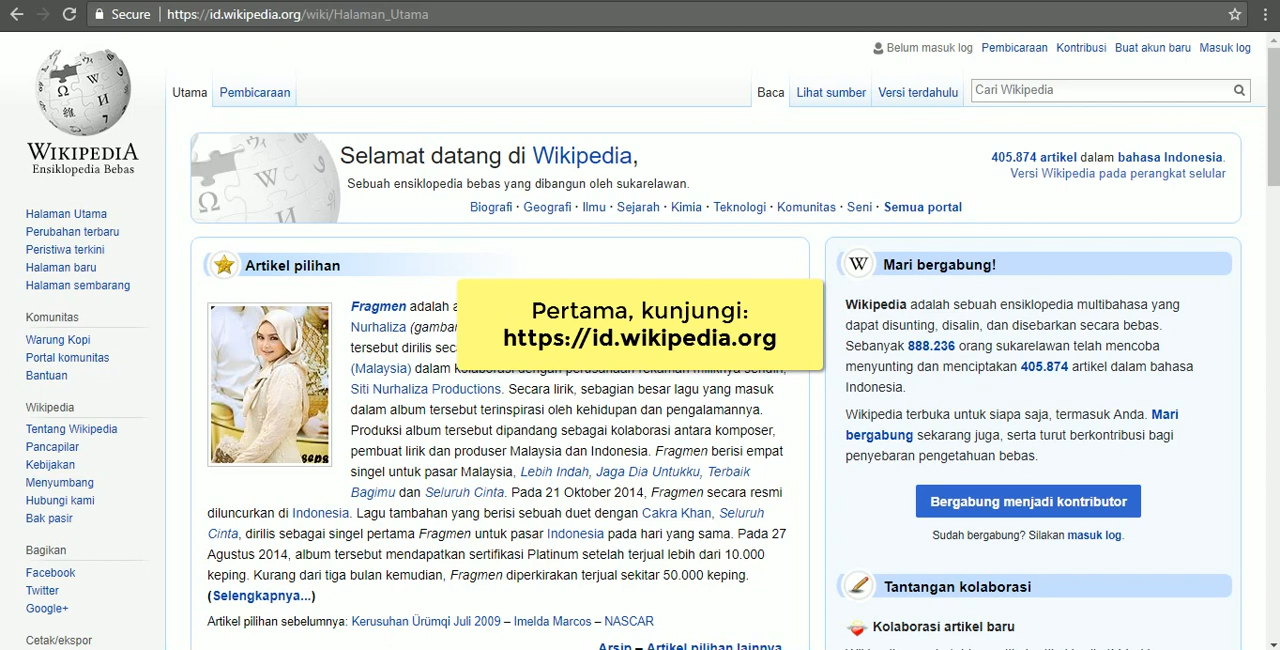 Secure https://id.wikipedia.org/wiki/Halaman_Utama
Belum masuk log Pembicaraan Kontribusi Buat akun baru Masuk log
Utama Pembicaraan Baca Lihat sumber Versi terdahulu Cari Wikipedia
WIKIPEDIA
Ensiklopedia Bebas
Halaman Utama
Perubahan terbaru
Peristiwa terkini
Halaman baru
Halaman sembarang
Komunitas
Warung Kopi
Portal komunitas
Bantuan
Wikipedia
Tentang Wikipedia
Pancapilar
Kebijakan
Menyumbang
Hubungi kami
Bak pasir
Bagikan
Facebook
Twitter
Google+
Cetak/ekspor
Selamat datang di Wikipedia,
Sebuah ensiklopedia bebas yang dibangun oleh sukarelawan.
405.874 artikel dalam bahasa Indonesia.
Versi Wikipedia pada perangkat selular
Biografi · Geografi · Ilmu · Sejarah · Kimia · Teknologi · Komunitas · Seni · Semua portal
Artikel pilihan
Fragmen adalah
Nurhaliza
tersebut dirilis
(Malaysia) dalam kolaborasi dengan perusahaan rekaman miliknya sendiri,
Siti Nurhaliza Productions. Secara lirik, sebagian besar lagu yang masuk
dalam album tersebut terinspirasi oleh kehidupan dan pengalamannya.
Produksi album tersebut dipandang sebagai kolaborasi antara komposer,
pembuat lirik dan produser Malaysia dan Indonesia. Fragmen berisi empat
singel untuk pasar Malaysia, Lebih Indah, Jaga Dia Untukku, Terbaik
Bagimu dan Seluruh Cinta. Pada 21 Oktober 2014, Fragmen secara resmi
diluncurkan di Indonesia. Lagu tambahan yang berisi sebuah duet dengan Cakra Khan, Seluruh
Cinta, dirilis sebagai singel pertama Fragmen untuk pasar Indonesia pada hari yang sama. Pada 27
Agustus 2014, album tersebut mendapatkan sertifikasi Platinum setelah terjual lebih dari 10.000
keping. Kurang dari tiga bulan kemudian, Fragmen diperkirakan terjual sekitar 50.000 keping.
(Selengkapnya...)
Artikel pilihan sebelumnya: Kerusuhan Ürümqi Juli 2009 – Imelda Marcos – NASCAR
Arsip – Artikel pilihan lainnya
Pertama, kunjungi:
https://id.wikipedia.org
Mari bergabung!
Wikipedia adalah sebuah ensiklopedia multibahasa yang
dapat disunting, disalin, dan disebarkan secara bebas.
Sebanyak 888.236 orang sukarelawan telah mencoba
menyunting dan menciptakan 405.874 artikel dalam bahasa
Indonesia.
Wikipedia terbuka untuk siapa saja, termasuk Anda. Mari
bergabung sekarang juga, serta turut berkontribusi bagi
penyebaran pengetahuan bebas.
Bergabung menjadi kontributor
Sudah bergabung? Silakan masuk log.
Tantangan kolaborasi
Kolaborasi artikel baru